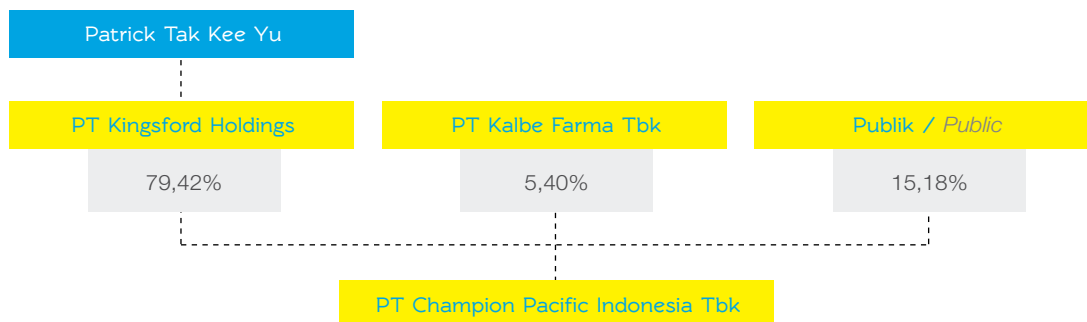 Patrick Tak Kee Yu
PT Kingsford Holdings
PT Kalbe Farma Tbk
Publik / Public
79,42%
5,40%
15,18%
PT Champion Pacific Indonesia Tbk